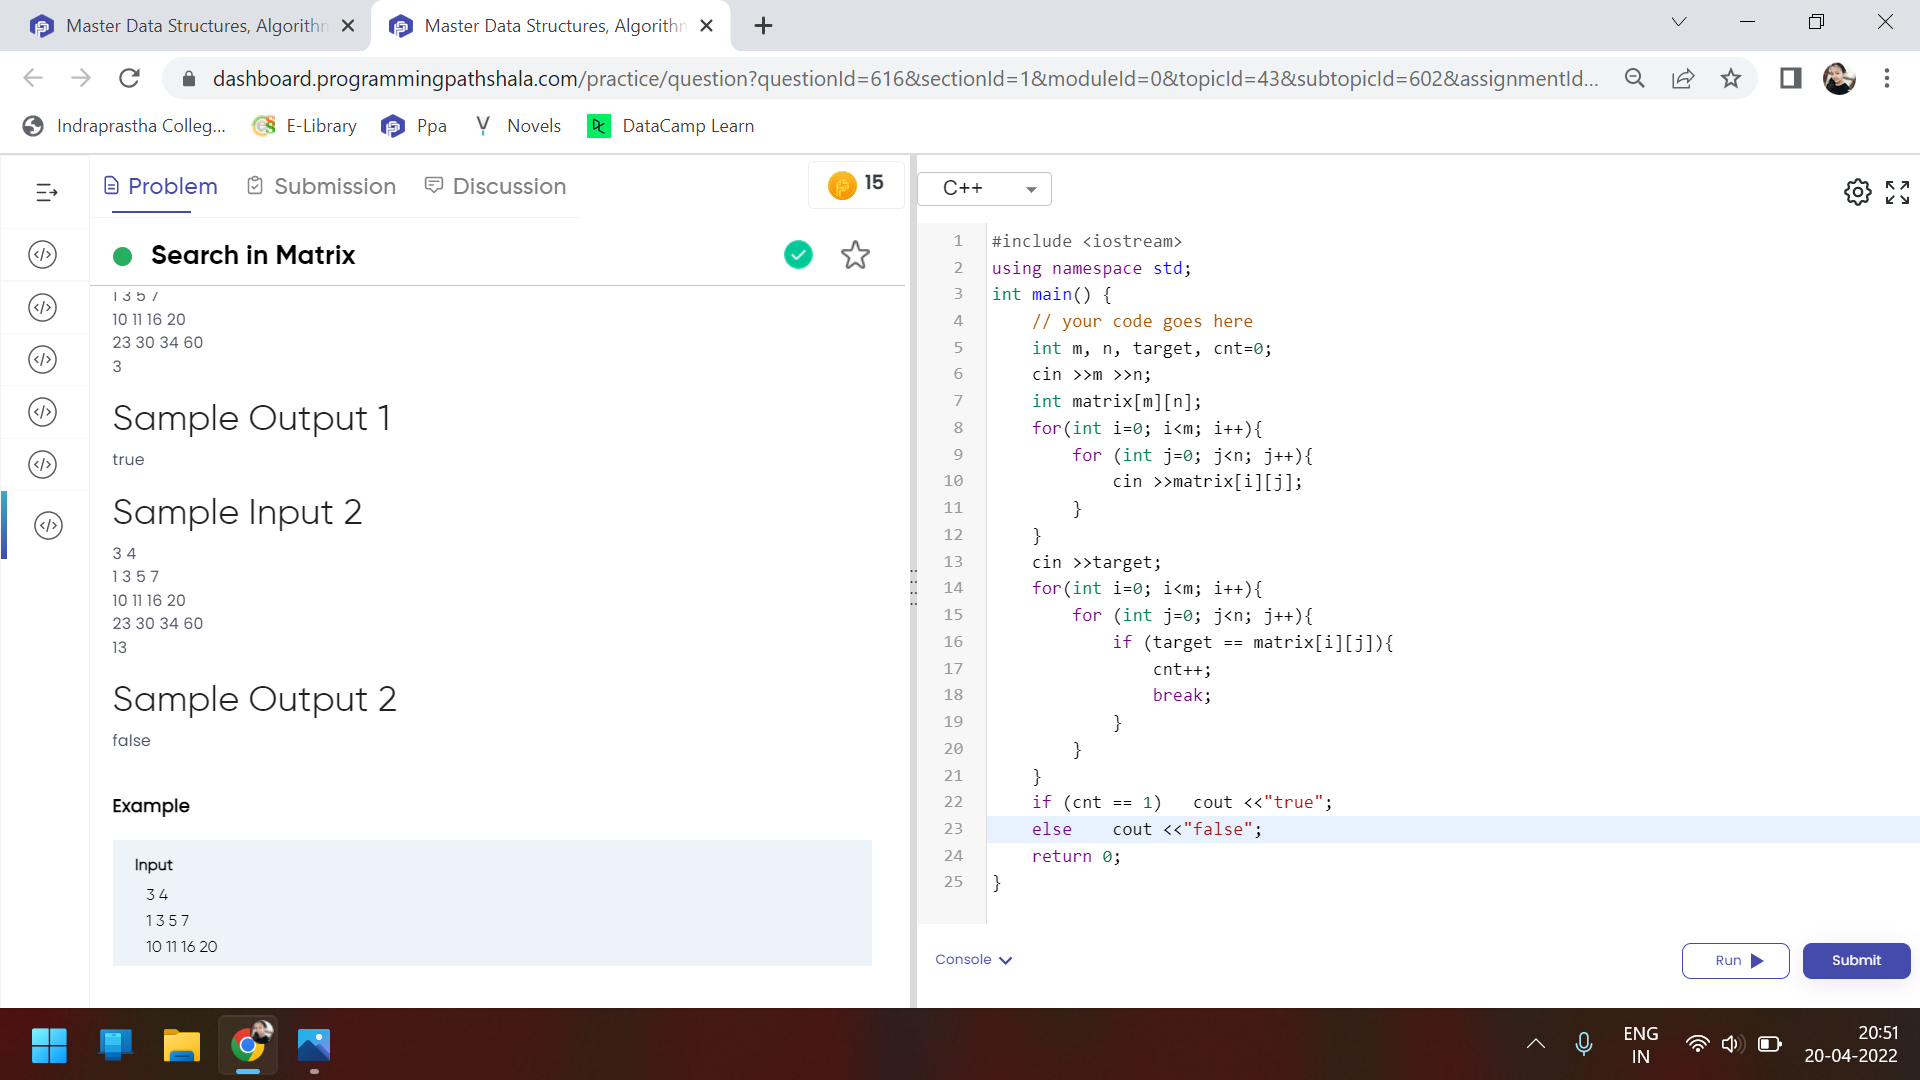 Master Data Structures, Algorithm
Master Data Structures, Algorithm
dashboard.programmingpathshala.com/practice/question?questionId=616&sectionId=1&moduleId=0&topicId=43&subtopicId=602&assignmentId...
Indraprastha Colleg...
E-Library
Ppa
Novels
DataCamp Learn
Problem
Submission
Discussion
15
Search in Matrix
1 3 5 7
10 11 16 20
23 30 34 60
3
Sample Output 1
true
Sample Input 2
3 4
1 3 5 7
10 11 16 20
23 30 34 60
13
Sample Output 2
false
Example
Input
3 4
1 3 5 7
10 11 16 20
C++
1 #include <iostream>
2 using namespace std;
3 int main() {
4     // your code goes here
5     int m, n, target, cnt=0;
6     cin >>m >>n;
7     int matrix[m][n];
8     for(int i=0; i<m; i++){
9         for (int j=0; j<n; j++){
10             cin >>matrix[i][j];
11         }
12     }
13     cin >>target;
14     for(int i=0; i<m; i++){
15         for (int j=0; j<n; j++){
16             if (target == matrix[i][j]){
17                 cnt++;
18                 break;
19             }
20         }
21     }
22     if (cnt == 1)   cout <<"true";
23     else    cout <<"false";
24     return 0;
25 }
Console
Run
Submit
ENG
IN
20:51
20-04-2022